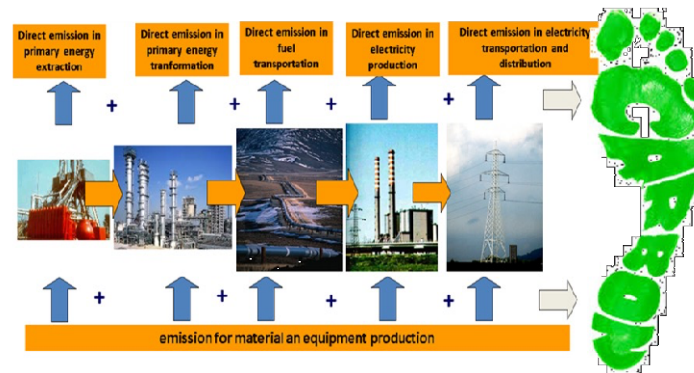 Direct emission in
primary energy
extraction
Direct emission in
primary energy
tranformation
Direct emission in
fuel
transportation
Direct emission in
electricity
production
Direct emission in electricity
transportation and
distribution
+ + + +
+ + + +
emission for material an equipment production
CARBON